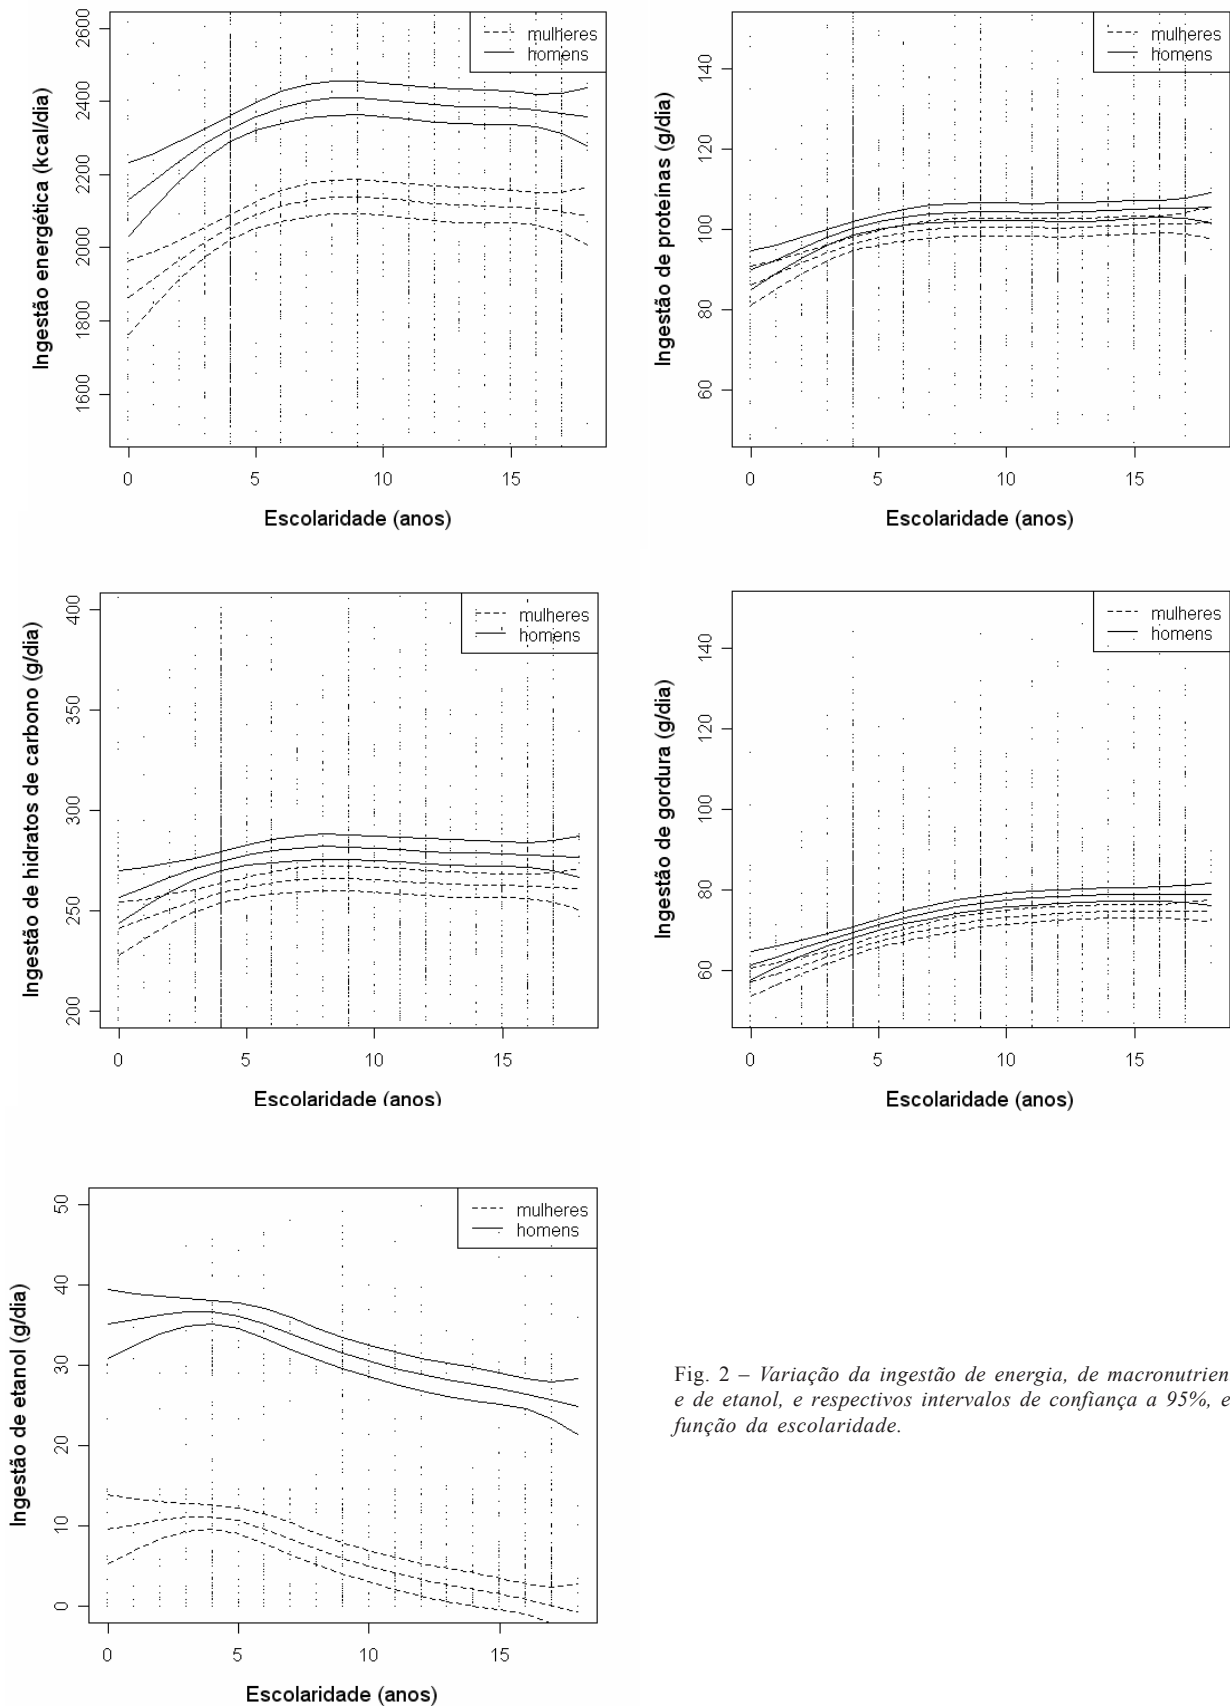 Ingestão energética (kcal/dia)
2600
2400
2200
2000
1800
1600
mulheres
homens
0 5 10 15
Escolaridade (anos)
Ingestão de proteínas (g/dia)
140
120
100
80
60
mulheres
homens
0 5 10 15
Escolaridade (anos)
Ingestão de hidratos de carbono (g/dia)
400
350
300
250
200
mulheres
homens
0 5 10 15
Escolaridade (anos)
Ingestão de gordura (g/dia)
140
120
100
80
60
mulheres
homens
0 5 10 15
Escolaridade (anos)
Ingestão de etanol (g/dia)
50
40
30
20
10
0
mulheres
homens
0 5 10 15
Escolaridade (anos)
Fig. 2 – Variação da ingestão de energia, de macronutrien
e de etanol, e respectivos intervalos de confiança a 95%, e
função da escolaridade.